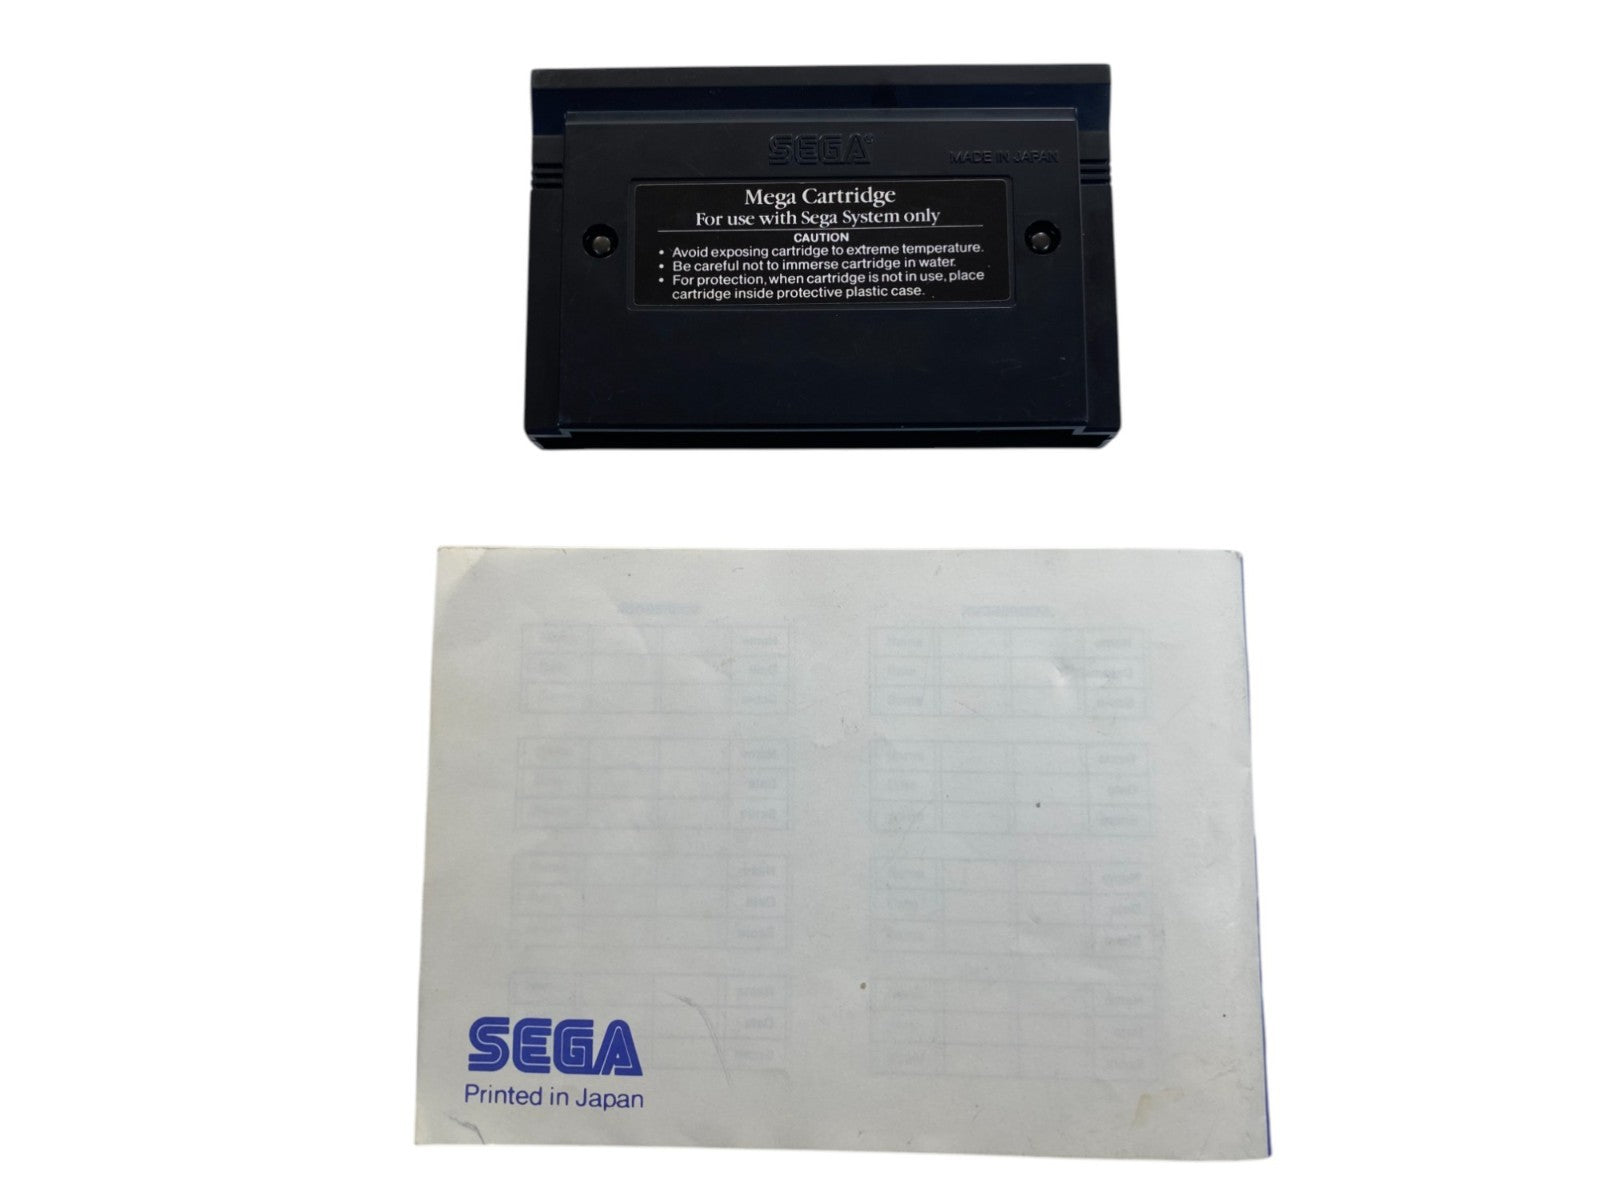 SEGA®
MADE IN JAPAN
Mega Cartridge
For use with Sega System only
CAUTION
• Avoid exposing cartridge to extreme temperature.
• Be careful not to immerse cartridge in water.
• For protection, when cartridge is not in use, place
cartridge inside protective plastic case.
SEGA
Printed in Japan